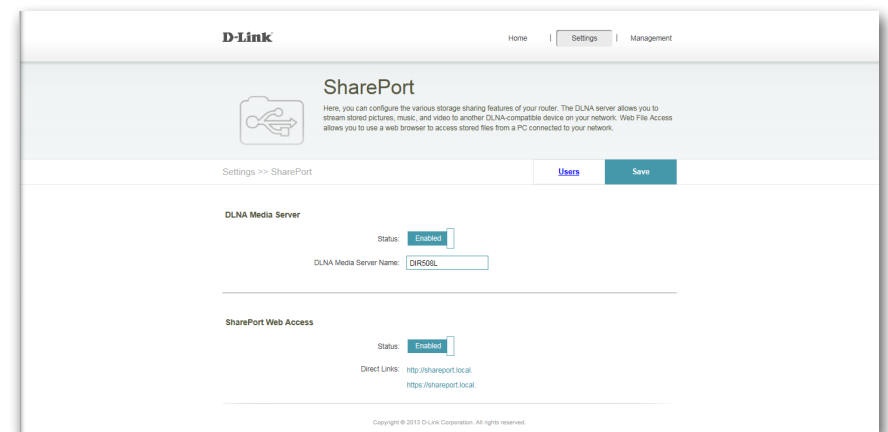 D-Link
Home | Settings | Management
SharePort
Here, you can configure the various storage sharing features of your router. The DLNA server allows you to
stream stored pictures, music, and video to another DLNA-compatible device on your network. Web File Access
allows you to use a web browser to access stored files from a PC connected to your network.
Settings >> SharePort
Users
Save
DLNA Media Server
Status: Enabled
DLNA Media Server Name: DIR508L
SharePort Web Access
Status: Enabled
Direct Links: http://shareport.local.
https://shareport.local.
Copyright © 2013 D-Link Corporation. All rights reserved.